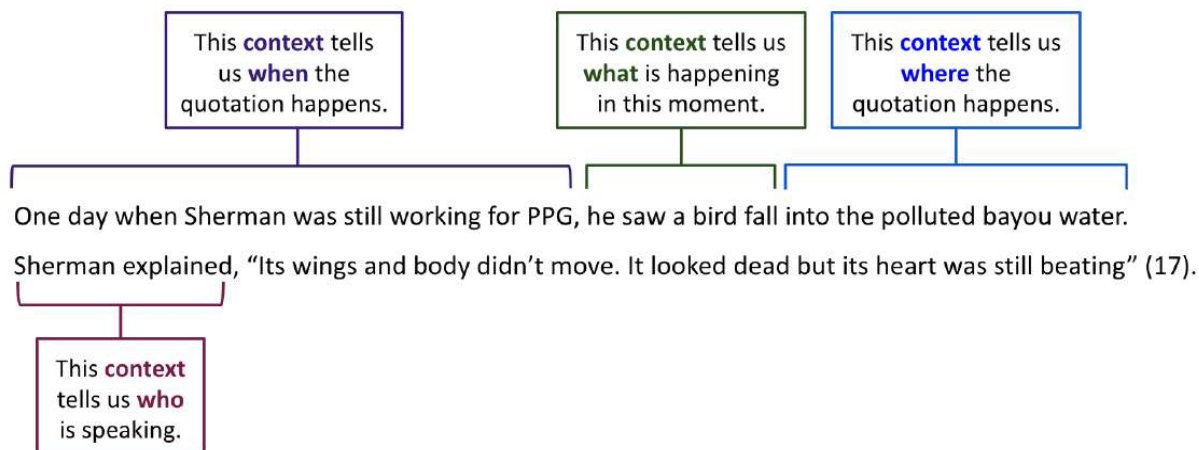 This context tells
us when the
quotation happens.
This context tells us
what is happening
in this moment.
This context tells us
where the
quotation happens.
One day when Sherman was still working for PPG, he saw a bird fall into the polluted bayou water.
Sherman explained, “Its wings and body didn’t move. It looked dead but its heart was still beating” (17).
This context
tells us who
is speaking.